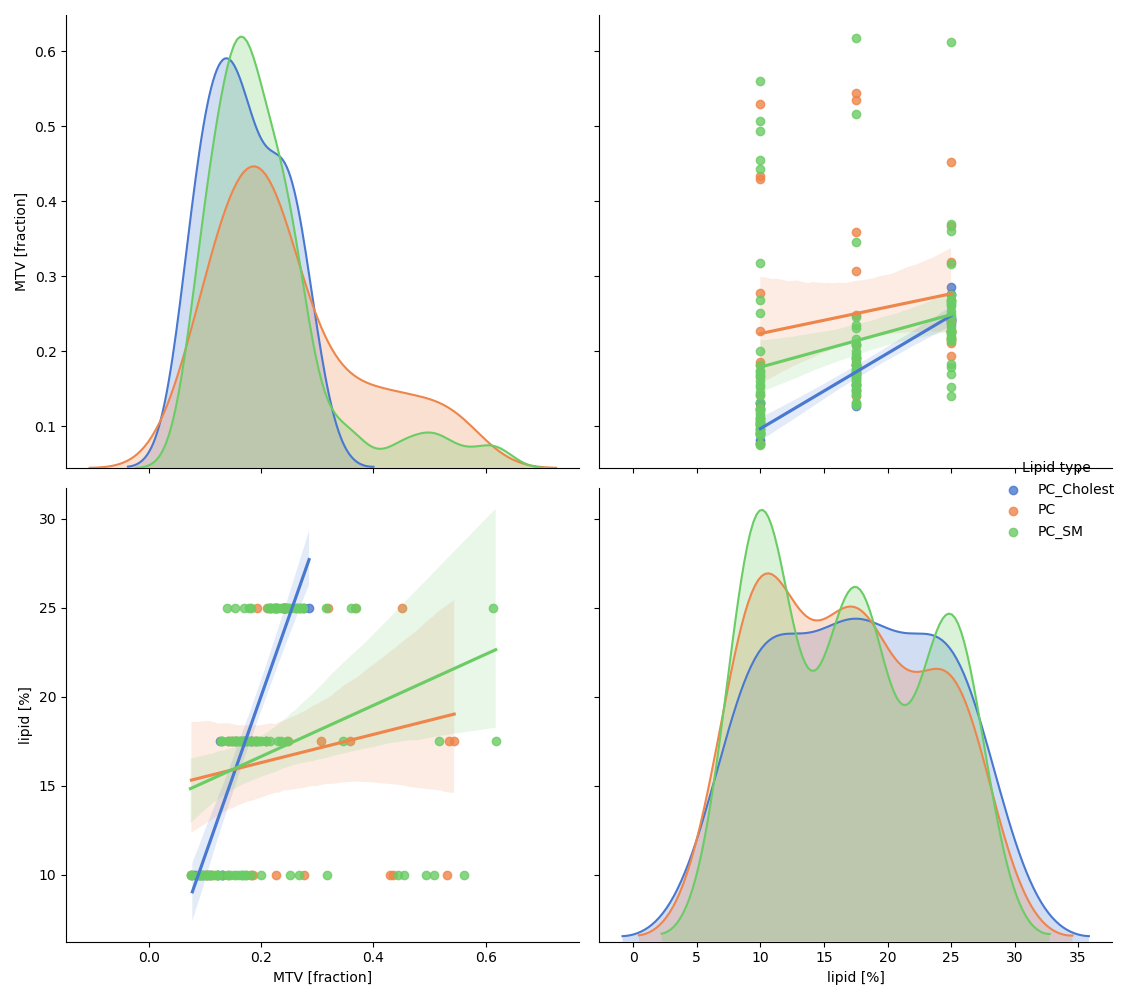 0.6
0.5
0.4
0.3
0.2
0.1
MTV [fraction]
Lipid type
PC_Cholest
PC
PC_SM
30
25
20
15
10
lipid [%]
0.0 0.2 0.4 0.6
MTV [fraction]
0 5 10 15 20 25 30 35
lipid [%]